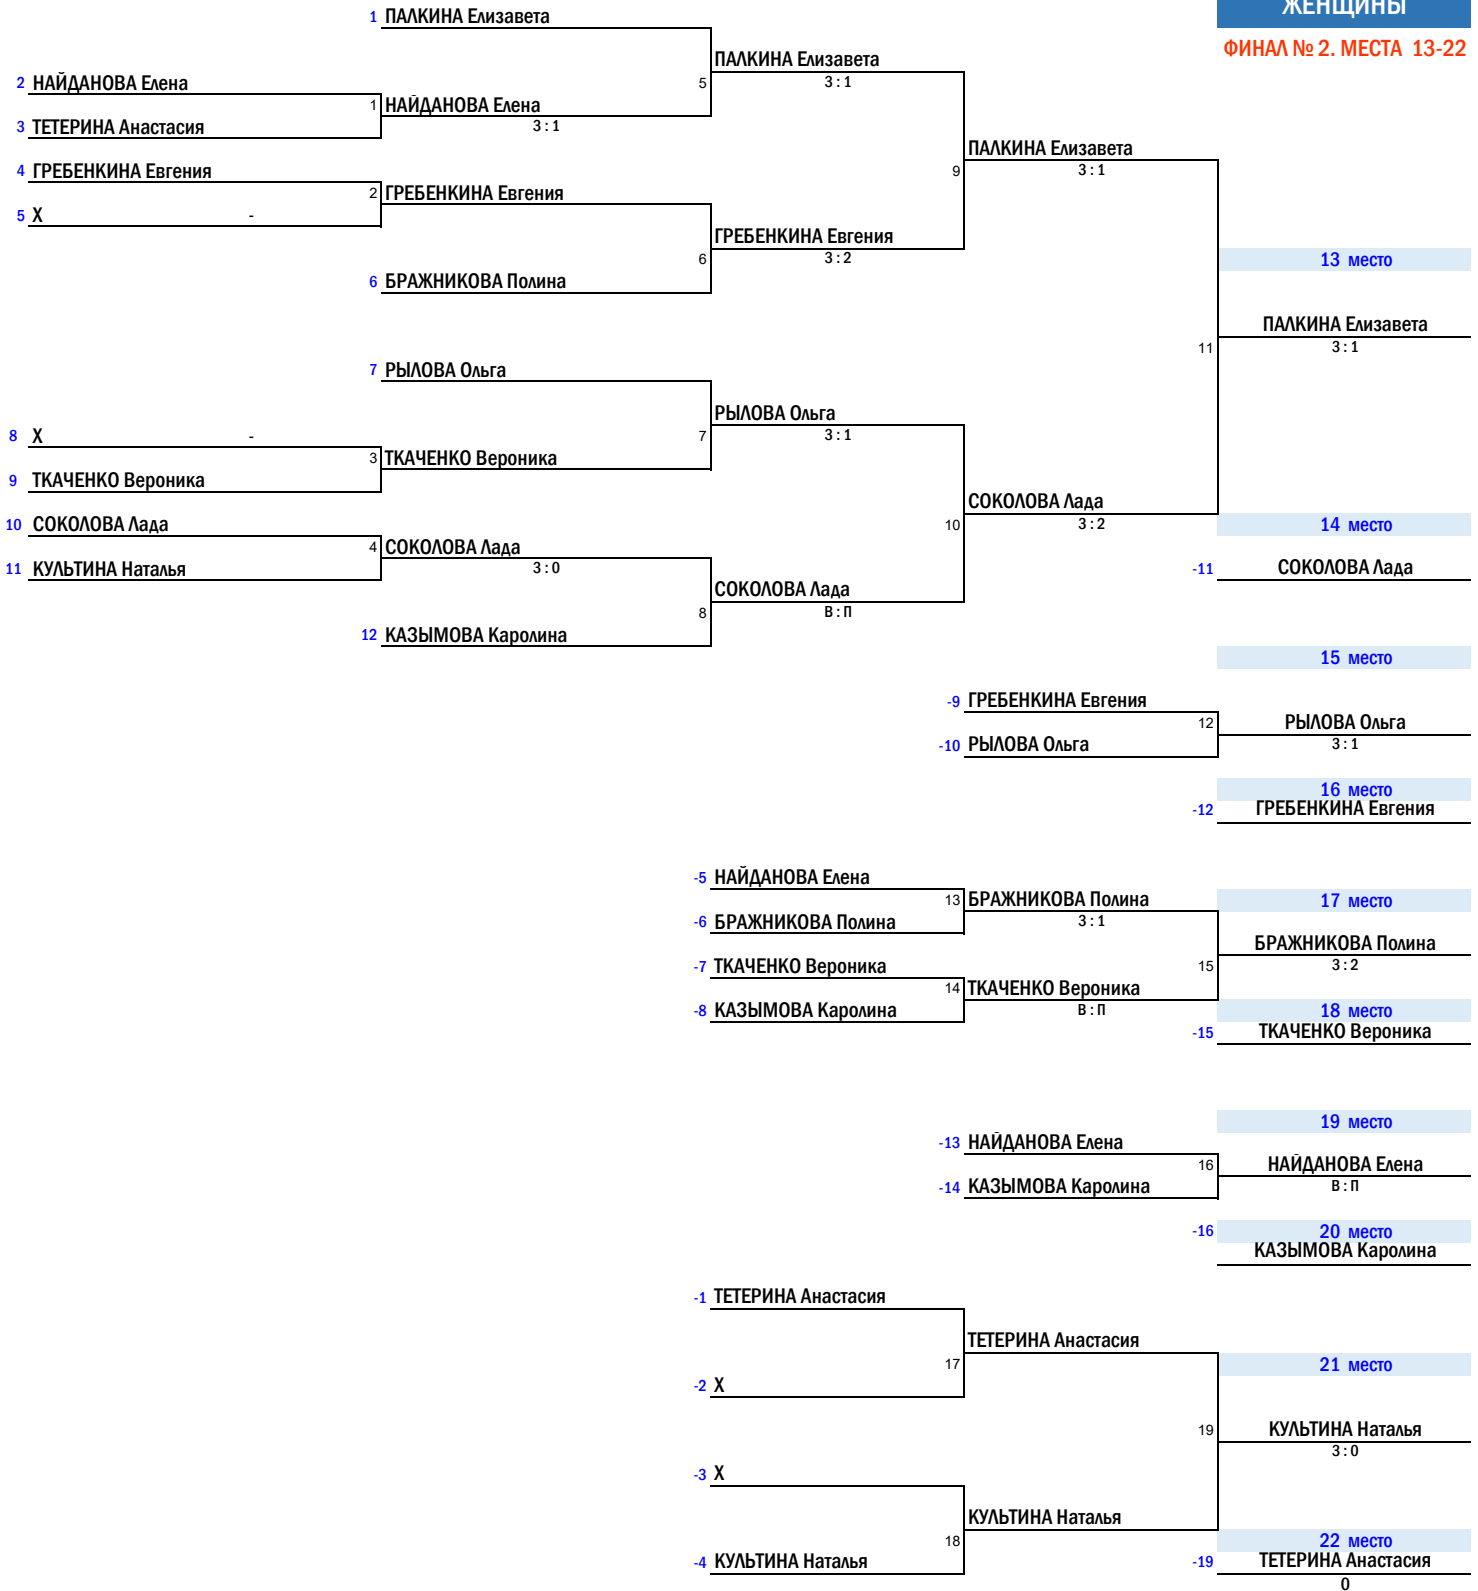 ЖЕНЩИНЫ
ФИНАЛ № 2. МЕСТА 13-22
1 ПАЛКИНА Елизавета
ПАЛКИНА Елизавета
2 НАЙДАНОВА Елена
5 3 : 1
1 НАЙДАНОВА Елена
3 ТЕТЕРИНА Анастасия
3 : 1
ПАЛКИНА Елизавета
4 ГРЕБЕНКИНА Евгения
9 3 : 1
2 ГРЕБЕНКИНА Евгения
5 X -
ГРЕБЕНКИНА Евгения
6 3 : 2
13 место
6 БРАЖНИКОВА Полина
ПАЛКИНА Елизавета
11 3 : 1
7 РЫЛОВА Ольга
РЫЛОВА Ольга
8 X -
7 3 : 1
3 ТКАЧЕНКО Вероника
9 ТКАЧЕНКО Вероника
СОКОЛОВА Лада
10 СОКОЛОВА Лада
10 3 : 2
14 место
4 СОКОЛОВА Лада
11 КУЛЬТИНА Наталья
3 : 0
-11 СОКОЛОВА Лада
СОКОЛОВА Лада
8 В : П
12 КАЗЫМОВА Каролина
15 место
-9 ГРЕБЕНКИНА Евгения
12 РЫЛОВА Ольга
-10 РЫЛОВА Ольга
3 : 1
16 место
-12 ГРЕБЕНКИНА Евгения
-5 НАЙДАНОВА Елена
13 БРАЖНИКОВА Полина
17 место
-6 БРАЖНИКОВА Полина
3 : 1
БРАЖНИКОВА Полина
-7 ТКАЧЕНКО Вероника
15 3 : 2
14 ТКАЧЕНКО Вероника
-8 КАЗЫМОВА Каролина
В : П
18 место
-15 ТКАЧЕНКО Вероника
19 место
-13 НАЙДАНОВА Елена
16 НАЙДАНОВА Елена
-14 КАЗЫМОВА Каролина
В : П
-16 20 место
КАЗЫМОВА Каролина
-1 ТЕТЕРИНА Анастасия
ТЕТЕРИНА Анастасия
17
21 место
-2 X
19 КУЛЬТИНА Наталья
3 : 0
-3 X
КУЛЬТИНА Наталья
18
22 место
-4 КУЛЬТИНА Наталья
-19 ТЕТЕРИНА Анастасия
0